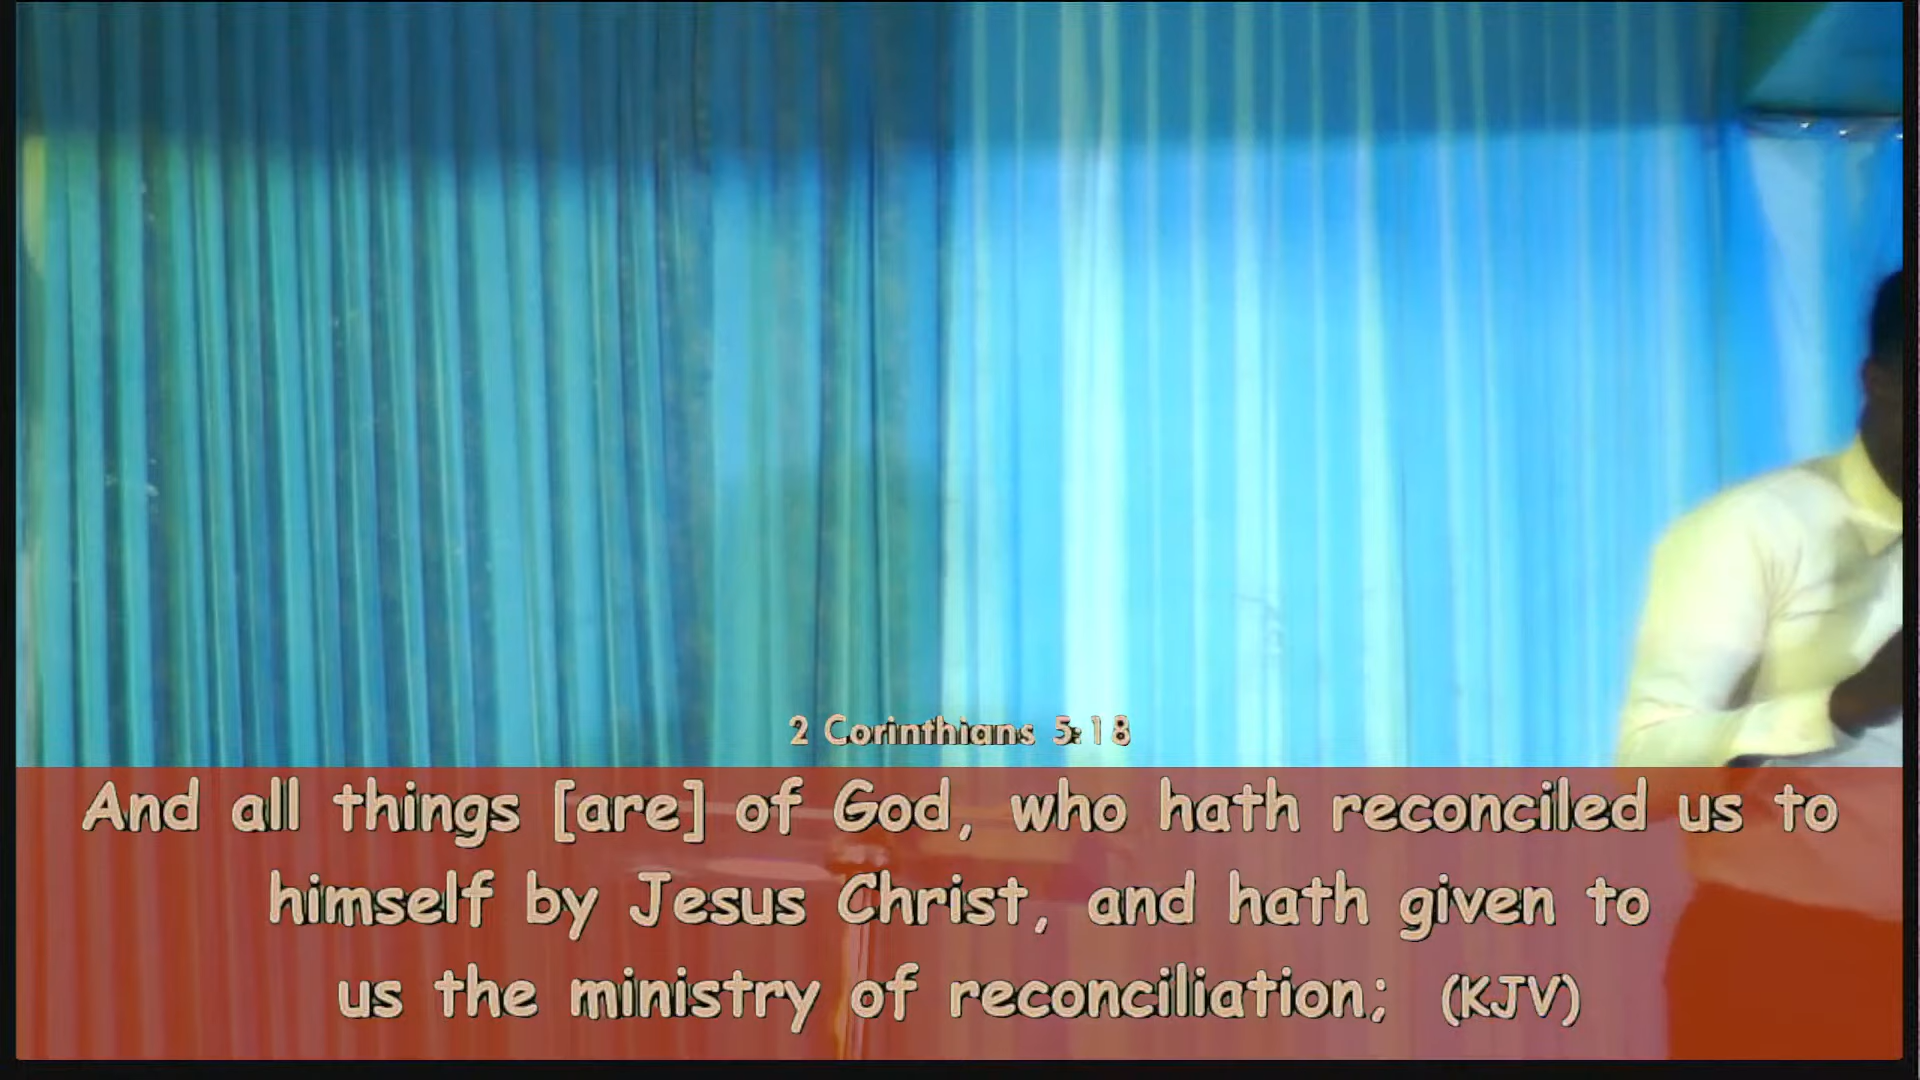 2 Corinthians 5:18
And all things [are] of God, who hath reconciled us to
himself by Jesus Christ, and hath given to
us the ministry of reconciliation; (KJV)